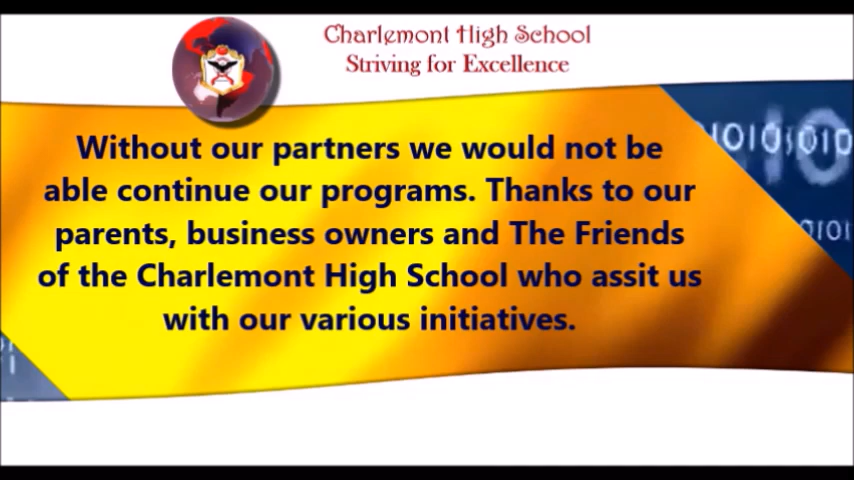 Charlemont High School
Striving for Excellence
Without our partners we would not be
able continue our programs. Thanks to our
parents, business owners and The Friends
of the Charlemont High School who assit us
with our various initiatives.